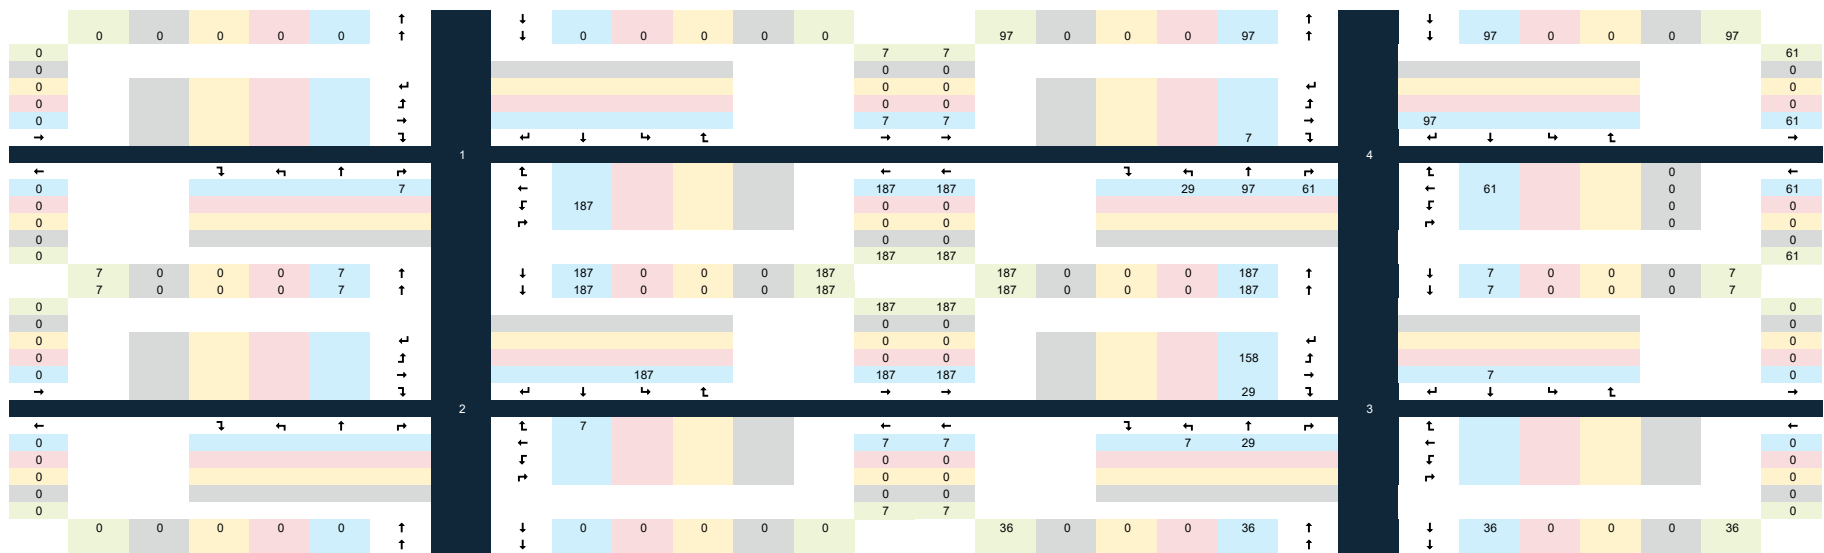 ↑ ↓ ↑ ↓
0 0 0 0 0 ↑ ↓ 0 0 0 0 0 97 0 0 0 97 ↑ ↓ 97 0 0 0 97
0 7 7 61
0 0 0 0
0 ↵ 0 0 ↵ 0
0 ⮥ 0 0 ⮥ 0
0 → 7 7 → 97 61
→ ↴ ↵ ↓ ↳ ⮤ → → 7 ↴ ↵ ↓ ↳ ⮤ →
1 4
← ↴ ↰ ↑ ↱ ⮤ ← ← ↴ ↰ ↑ ↱ ⮤ 0 ←
0 7 ← 187 187 29 97 61 ← 61 0 61
0 ↲ 187 0 0 ↲ 0 0
0 ↱ 0 0 ↱ 0 0
0 0 0 0
0 187 187 61
7 0 0 0 7 ↑ ↓ 187 0 0 0 187 187 0 0 0 187 ↑ ↓ 7 0 0 0 7
7 0 0 0 7 ↑ ↓ 187 0 0 0 187 187 0 0 0 187 ↑ ↓ 7 0 0 0 7
0 187 187 0
0 0 0 0
0 ↵ 0 0 ↵ 0
0 ⮥ 0 0 158 ⮥ 0
0 → 187 187 187 → 7 0
→ ↴ ↵ ↓ ↳ ⮤ → → 29 ↴ ↵ ↓ ↳ ⮤ →
2 3
← ↴ ↰ ↑ ↱ ⮤ 7 ← ← ↴ ↰ ↑ ↱ ⮤ ←
0 ← 7 7 7 29 ← 0
0 ↲ 0 0 ↲ 0
0 ↱ 0 0 ↱ 0
0 0 0 0
0 7 7 0
0 0 0 0 0 ↑ ↓ 0 0 0 0 0 36 0 0 0 36 ↑ ↓ 36 0 0 0 36
↑ ↓ ↑ ↓